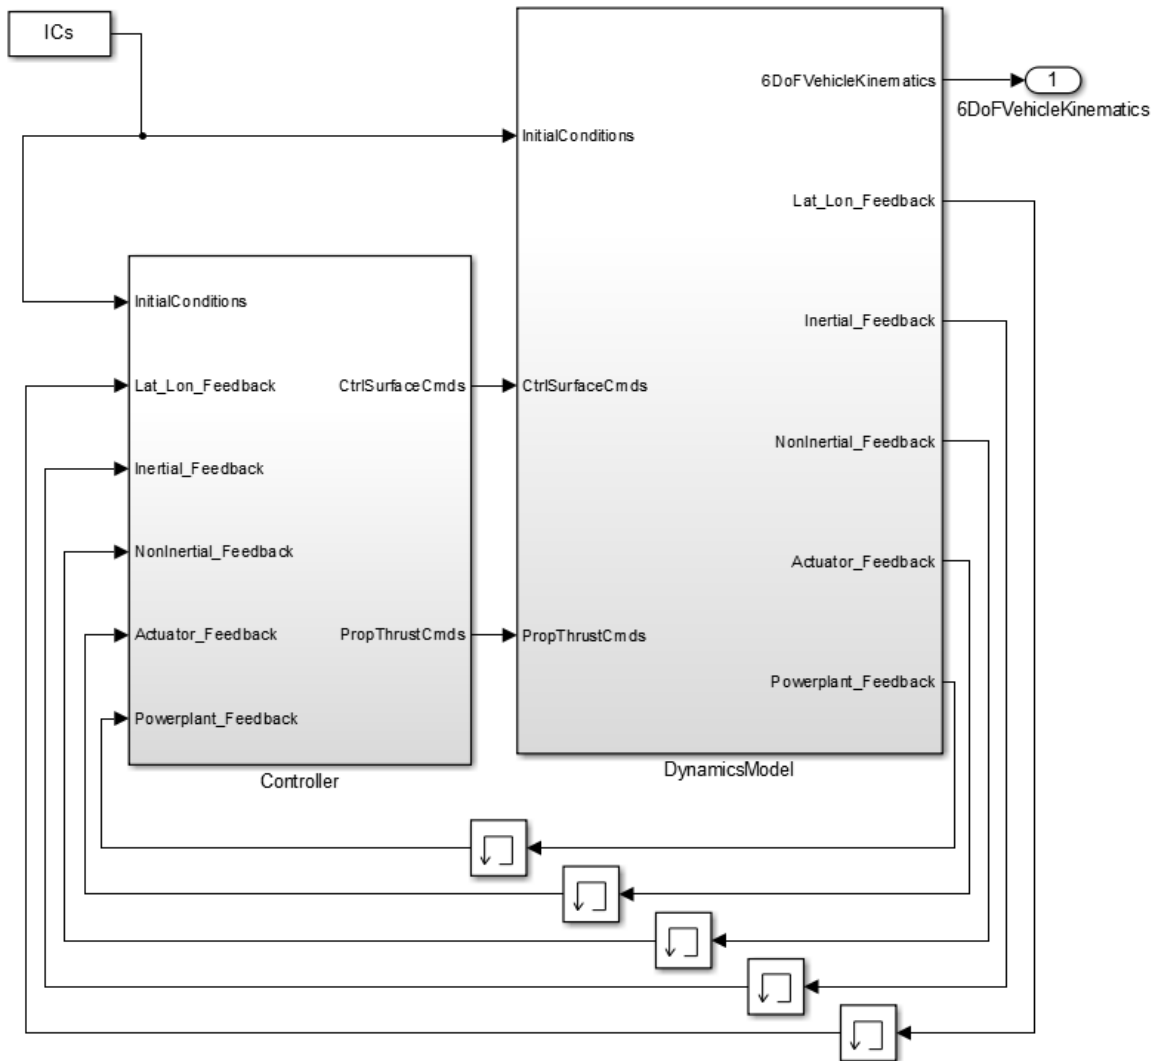 ICs
6DoFVehicleKinematics
1
6DoFVehicleKinematics
InitialConditions
Lat_Lon_Feedback
InitialConditions
Inertial_Feedback
Lat_Lon_Feedback
CtrlSurfaceCmds
CtrlSurfaceCmds
NonInertial_Feedback
Inertial_Feedback
NonInertial_Feedback
Actuator_Feedback
Actuator_Feedback
PropThrustCmds
PropThrustCmds
Powerplant_Feedback
Powerplant_Feedback
Controller
DynamicsModel